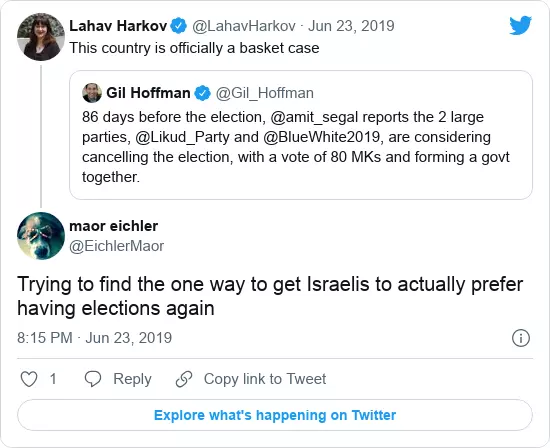 Lahav Harkov @LahavHarkov · Jun 23, 2019
This country is officially a basket case
Gil Hoffman @Gil_Hoffman
86 days before the election, @amit_segal reports the 2 large
parties, @Likud_Party and @BlueWhite2019, are considering
cancelling the election, with a vote of 80 MKs and forming a govt
together.
maor eichler
@EichlerMaor
Trying to find the one way to get Israelis to actually prefer
having elections again
8:15 PM · Jun 23, 2019
1 Reply Copy link to Tweet
Explore what's happening on Twitter